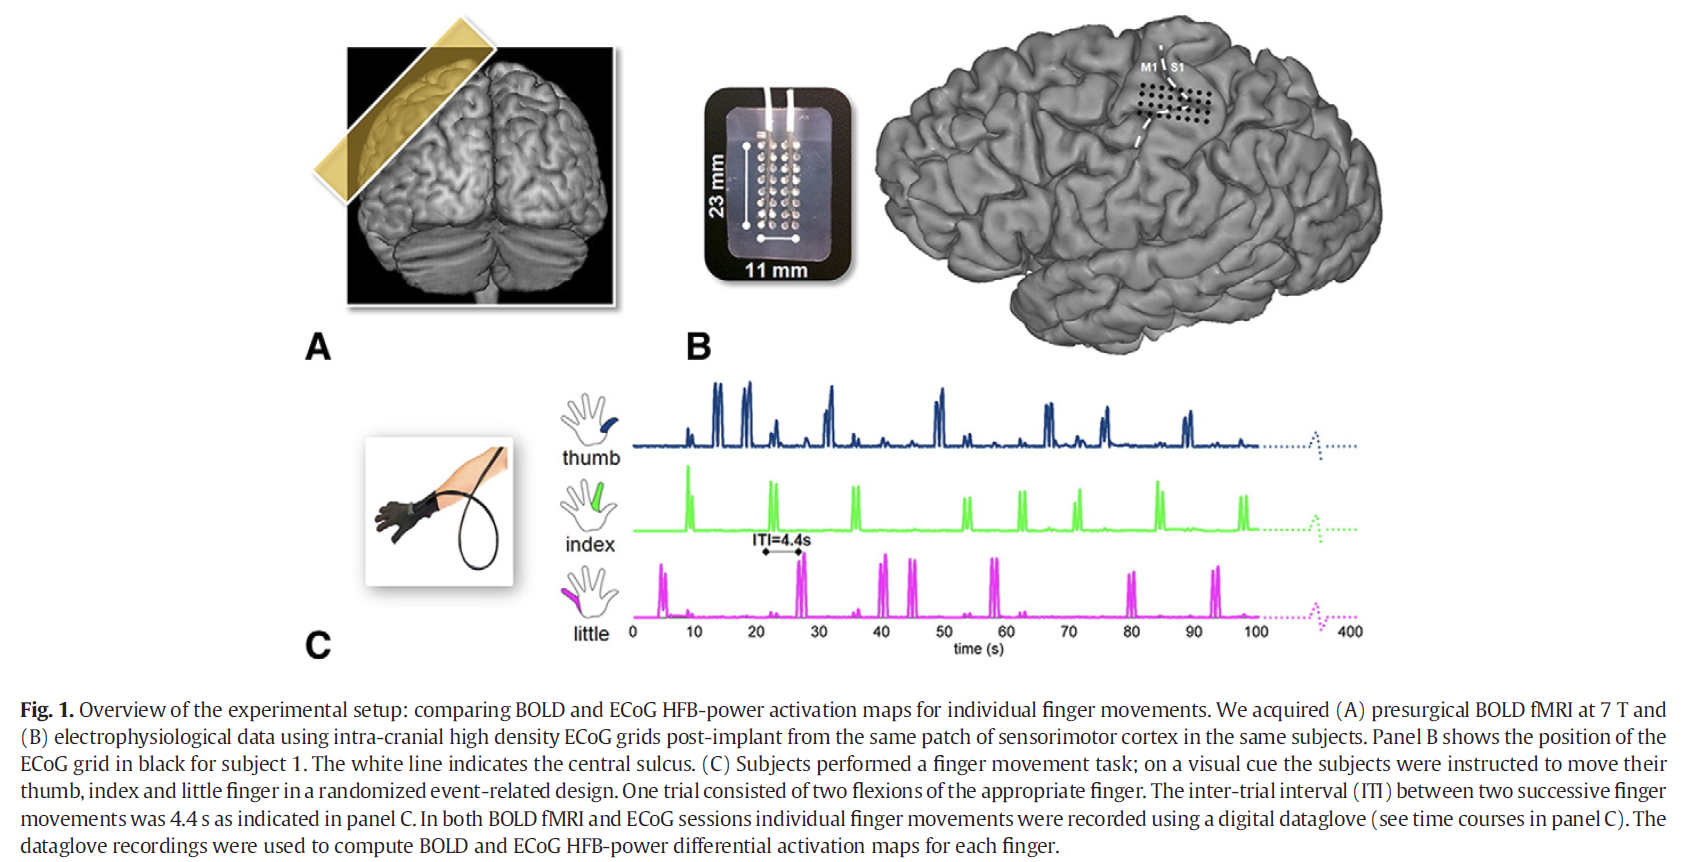 M1 S1
23 mm
11 mm
A
B
thumb
index
ITI=4.4s
little
0 10 20 30 40 50 60 70 80 90 100 400
time (s)
C
Fig. 1. Overview of the experimental setup: comparing BOLD and ECoG HFB-power activation maps for individual finger movements. We acquired (A) presurgical BOLD fMRI at 7 T and
(B) electrophysiological data using intra-cranial high density ECoG grids post-implant from the same patch of sensorimotor cortex in the same subjects. Panel B shows the position of the
ECoG grid in black for subject 1. The white line indicates the central sulcus. (C) Subjects performed a finger movement task; on a visual cue the subjects were instructed to move their
thumb, index and little finger in a randomized event-related design. One trial consisted of two flexions of the appropriate finger. The inter-trial interval (ITI) between two successive finger
movements was 4.4 s as indicated in panel C. In both BOLD fMRI and ECoG sessions individual finger movements were recorded using a digital dataglove (see time courses in panel C). The
dataglove recordings were used to compute BOLD and ECoG HFB-power differential activation maps for each finger.